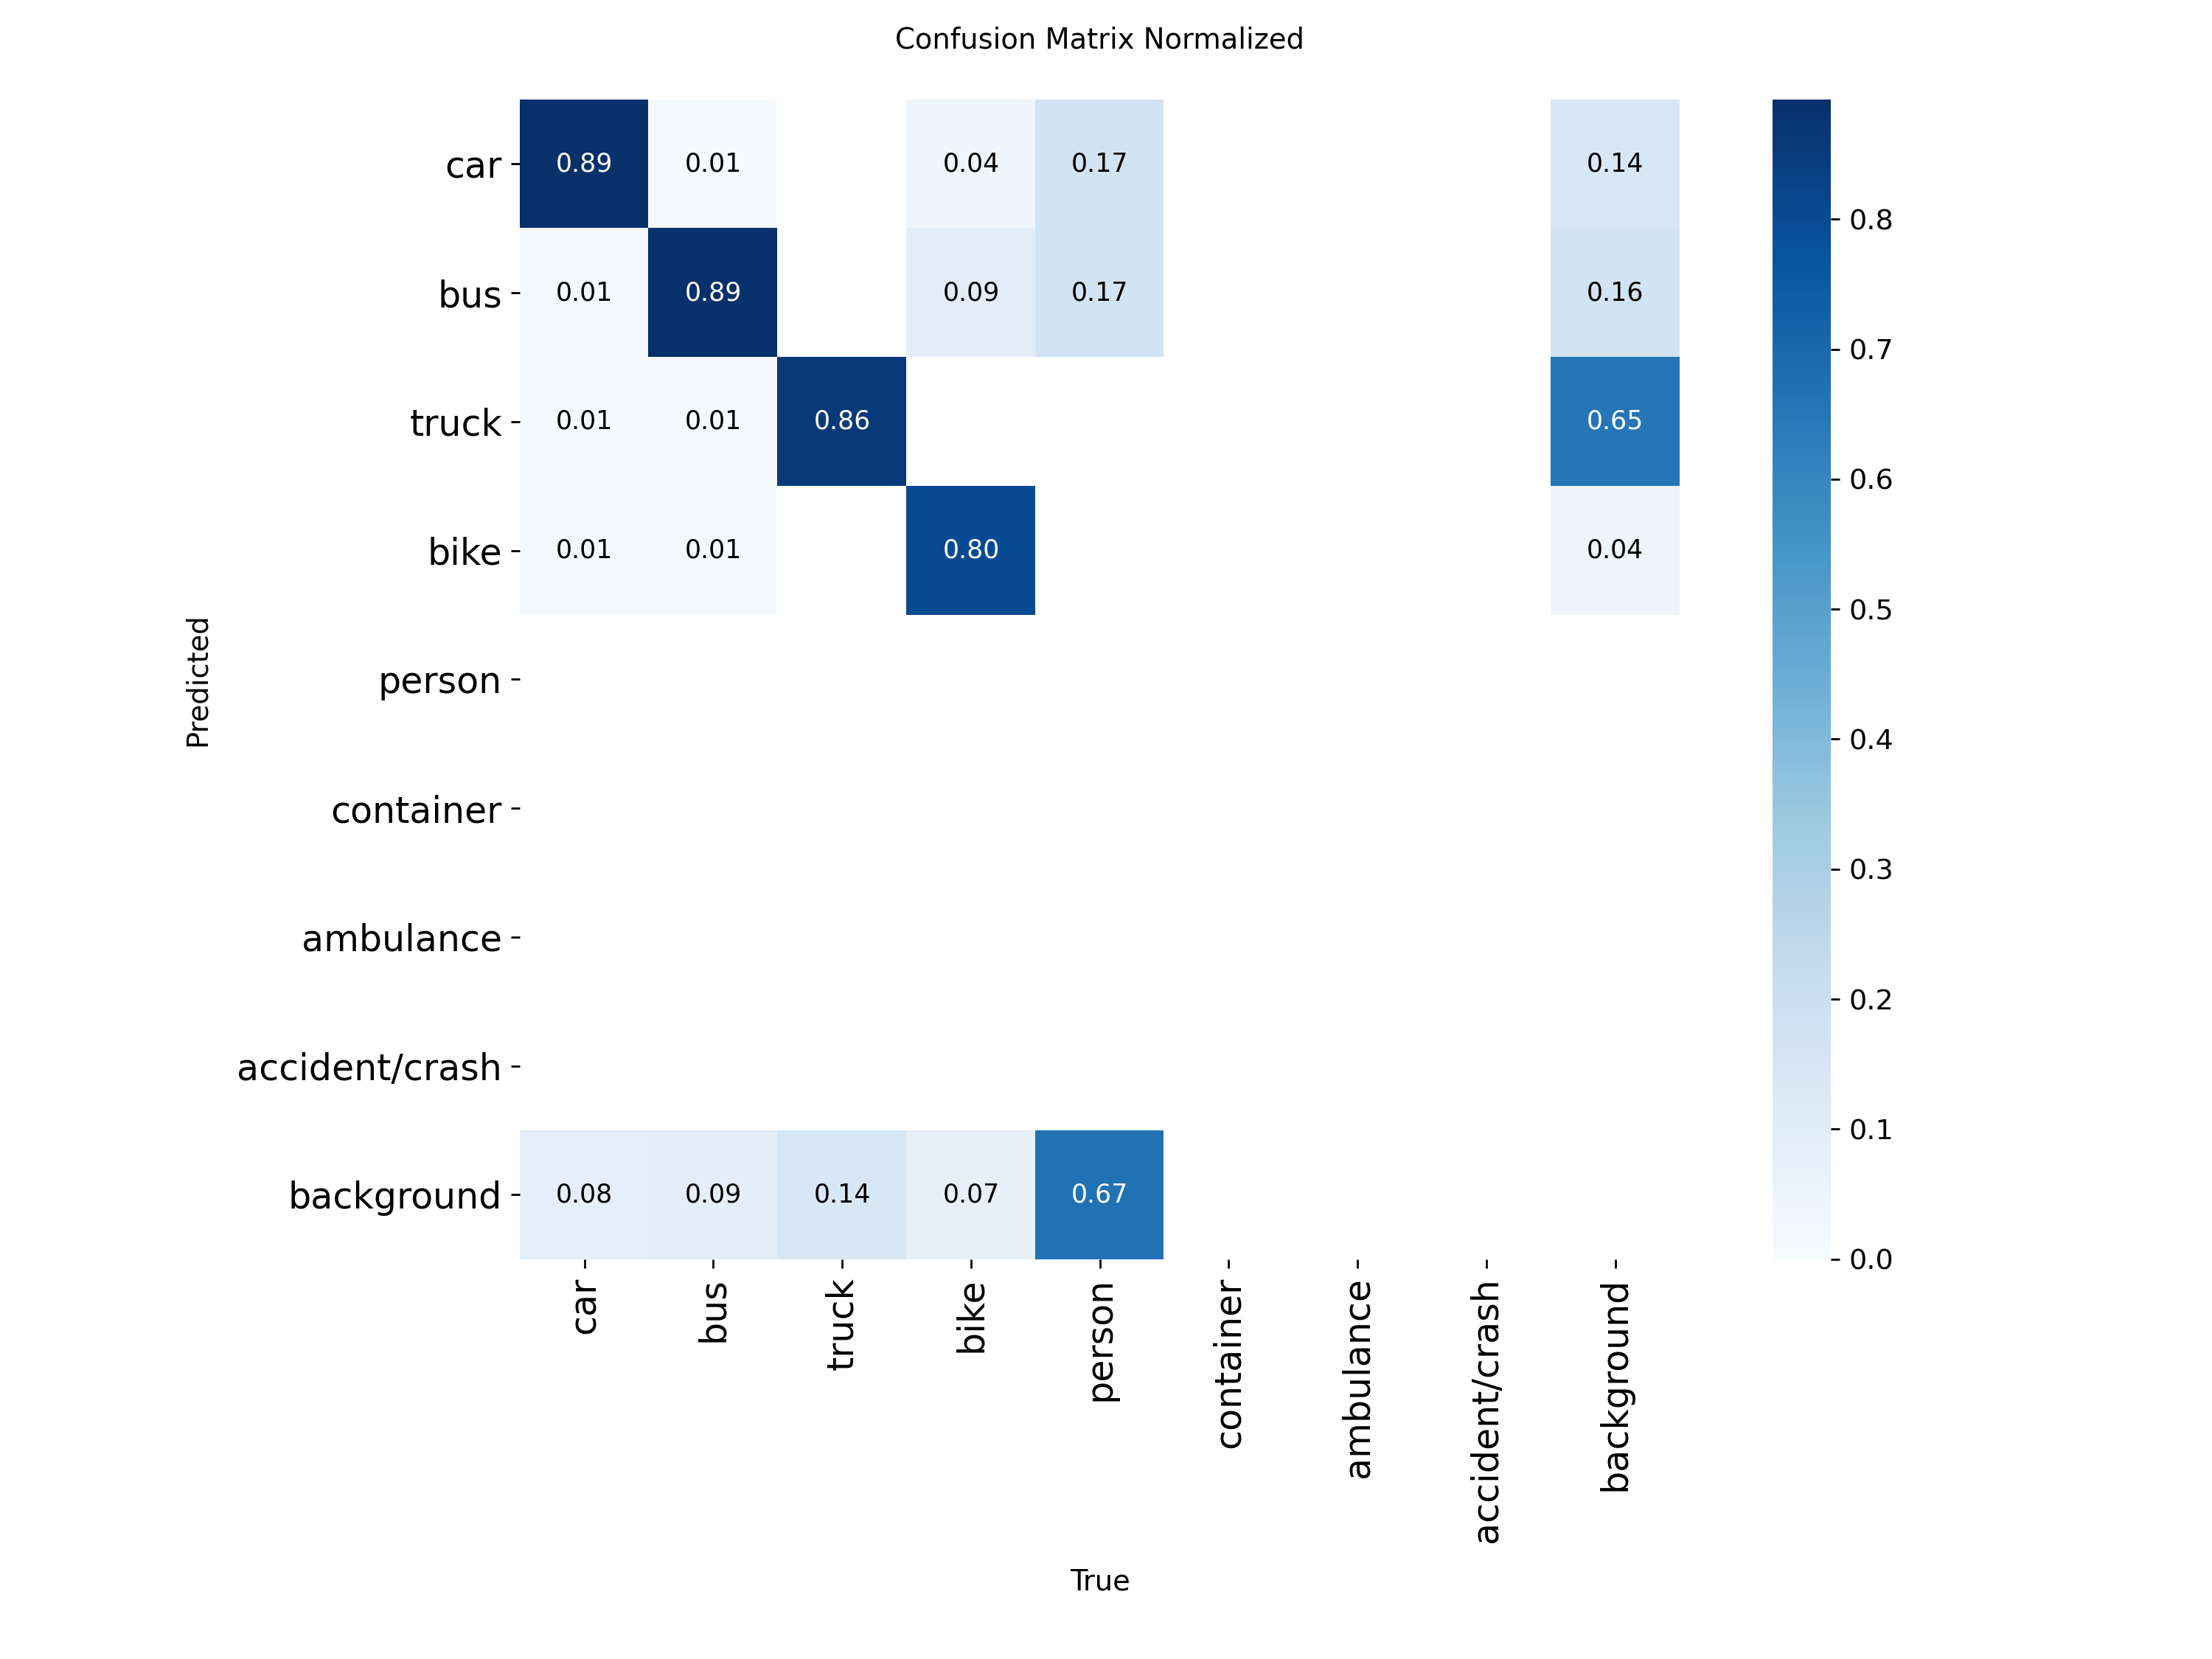 Confusion Matrix Normalized
car 0.89 0.01 0.04 0.17 0.14
bus 0.01 0.89 0.09 0.17 0.16
truck 0.01 0.01 0.86 0.65
bike 0.01 0.01 0.80 0.04
person
container
ambulance
accident/crash
background 0.08 0.09 0.14 0.07 0.67
Predicted
car bus truck bike person container ambulance accident/crash background
True
0.8
0.7
0.6
0.5
0.4
0.3
0.2
0.1
0.0